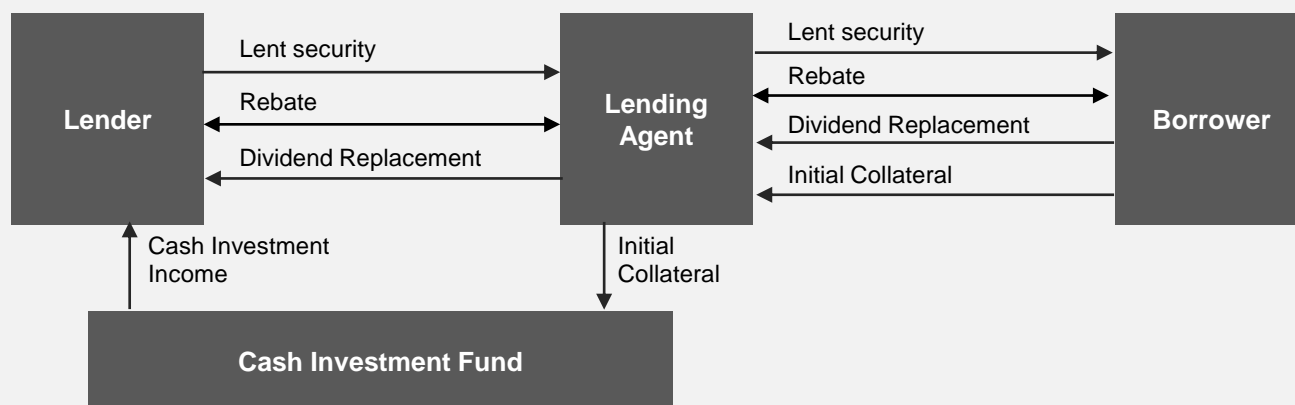 Lender
Lent security
Rebate
Dividend Replacement
Lending
Agent
Lent security
Rebate
Dividend Replacement
Initial Collateral
Borrower
Cash Investment
Income
Initial
Collateral
Cash Investment Fund